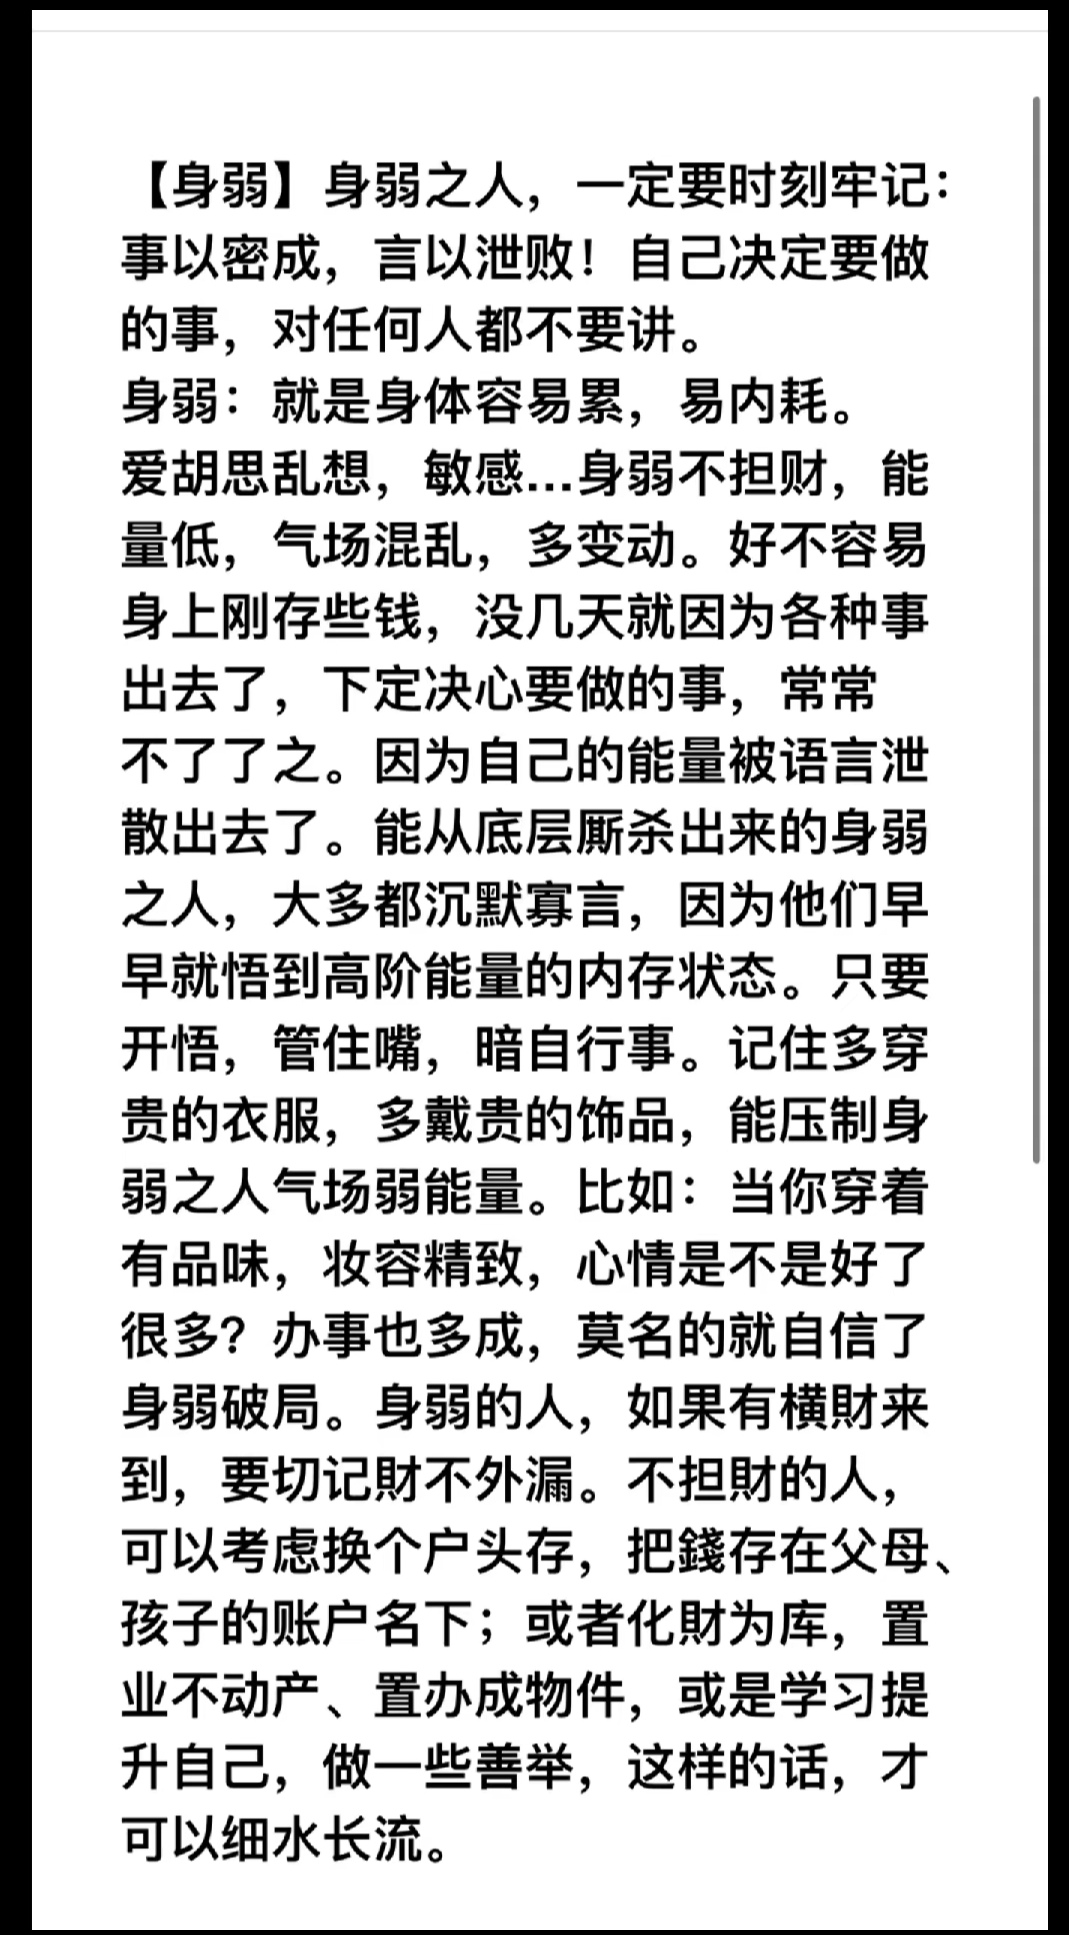 【身弱】身弱之人，一定要时刻牢记：
事以密成，言以泄败！自己决定要做
的事，对任何人都不要讲。
身弱：就是身体容易累，易内耗。
爱胡思乱想，敏感...身弱不担财，能
量低，气场混乱，多变动。好不容易
身上刚存些钱，没几天就因为各种事
出去了，下定决心要做的事，常常
不了了之。因为自己的能量被语言泄
散出去了。能从底层厮杀出来的身弱
之人，大多都沉默寡言，因为他们早
早就悟到高阶能量的内存状态。只要
开悟，管住嘴，暗自行事。记住多穿
贵的衣服，多戴贵的饰品，能压制身
弱之人气场弱能量。比如：当你穿着
有品味，妆容精致，心情是不是好了
很多？办事也多成，莫名的就自信了
身弱破局。身弱的人，如果有横財来
到，要切记財不外漏。不担財的人，
可以考虑换个户头存，把錢存在父母、
孩子的账户名下；或者化財为库，置
业不动产、置办成物件，或是学习提
升自己，做一些善举，这样的话，才
可以细水长流。